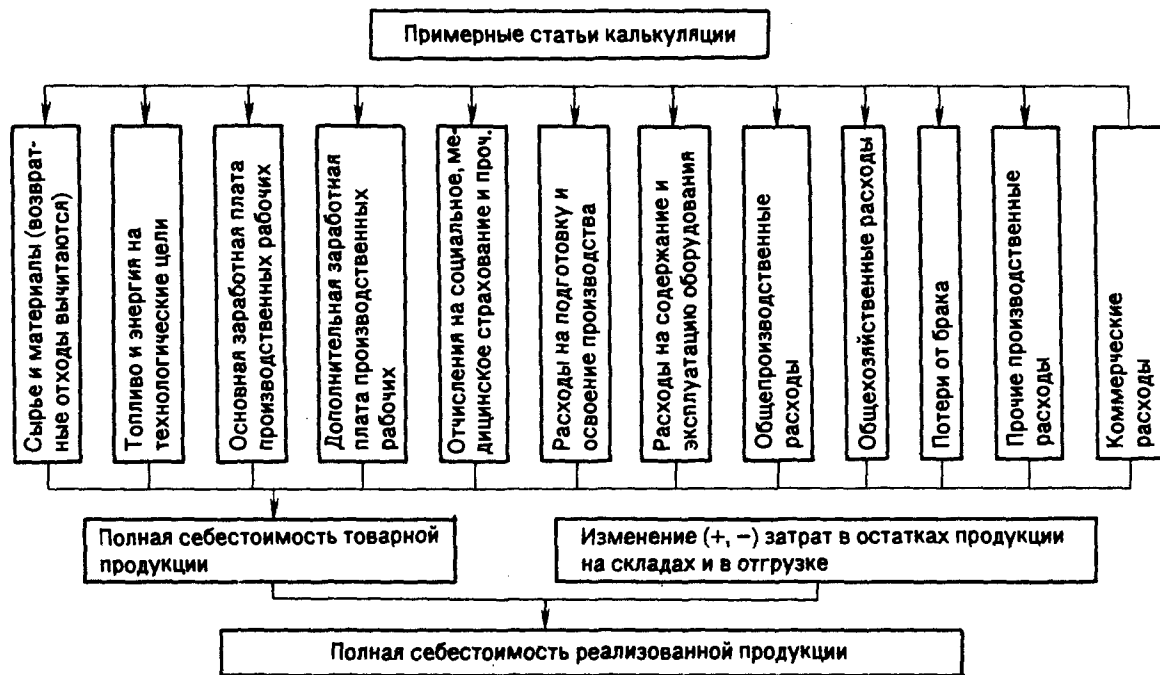 Примерные статьи калькуляции
Сырье и материалы (возврат-
ные отходы вычитаются)
Топливо и энергия на
технологические цели
Основная заработная плата
производственных рабочих
Дополнительная заработная
плата производственных
рабочих
Отчисления на социальное, ме-
дицинское страхование и проч.
Расходы на подготовку и
освоение производства
Расходы на содержание и
эксплуатацию оборудования
Общепроизводственные
расходы
Общехозяйственные расходы
Потери от брака
Прочие производственные
расходы
Коммерческие
расходы
Полная себестоимость товарной
продукции
Изменение (+, −) затрат в остатках продукции
на складах и в отгрузке
Полная себестоимость реализованной продукции